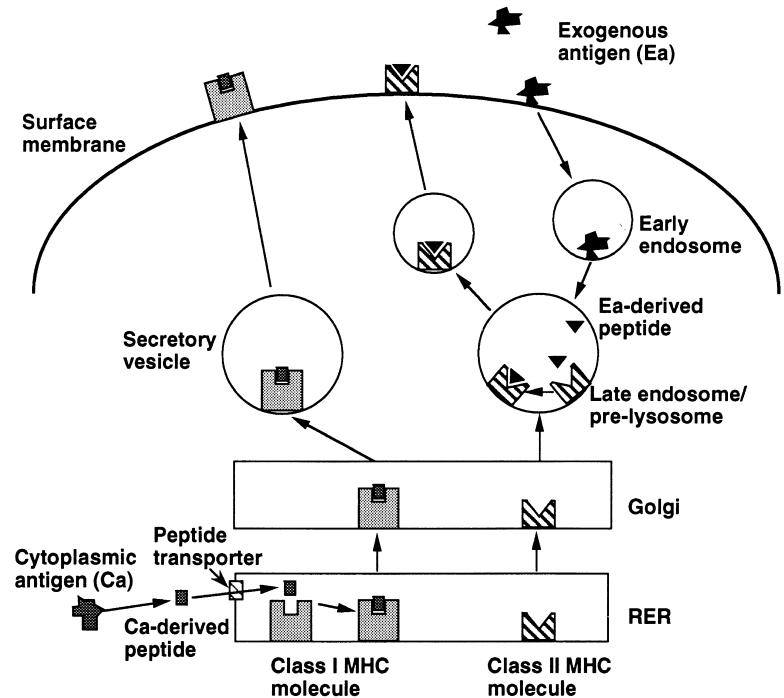 Exogenous
antigen (Ea)
Surface
membrane
Early
endosome
Ea-derived
peptide
Secretory
vesicle
Late endosome/
pre-lysosome
Golgi
Peptide
transporter
Cytoplasmic
antigen (Ca)
Ca-derived
peptide
RER
Class I MHC
molecule
Class II MHC
molecule